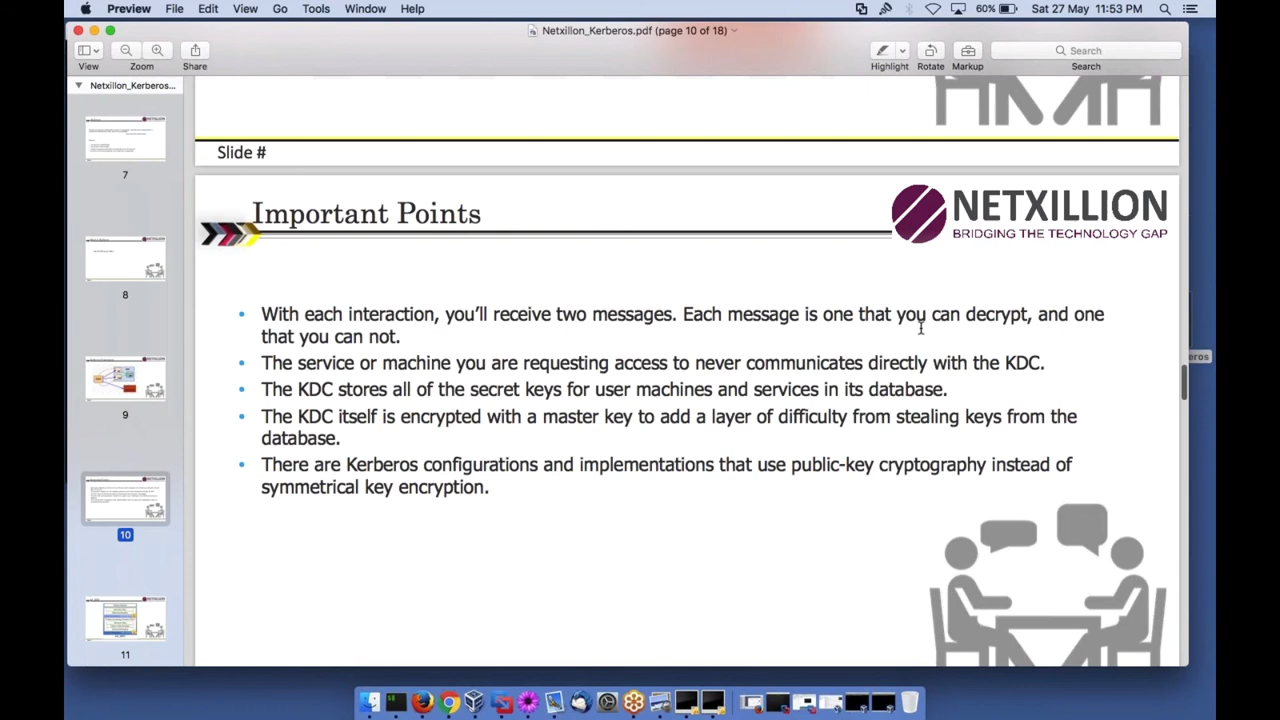 Preview File Edit View Go Tools Window Help
60% Sat 27 May 11:53 PM
Netxillon_Kerberos.pdf (page 10 of 18)
View Zoom Share Highlight Rotate Markup Search
Search
Netxillon_Kerberos...
7
8
9
10
11
Slide #
Important Points
NETXILLION
BRIDGING THE TECHNOLOGY GAP
• With each interaction, you'll receive two messages. Each message is one that you can decrypt, and one
that you can not.
• The service or machine you are requesting access to never communicates directly with the KDC.
• The KDC stores all of the secret keys for user machines and services in its database.
• The KDC itself is encrypted with a master key to add a layer of difficulty from stealing keys from the
database.
• There are Kerberos configurations and implementations that use public-key cryptography instead of
symmetrical key encryption.
eros